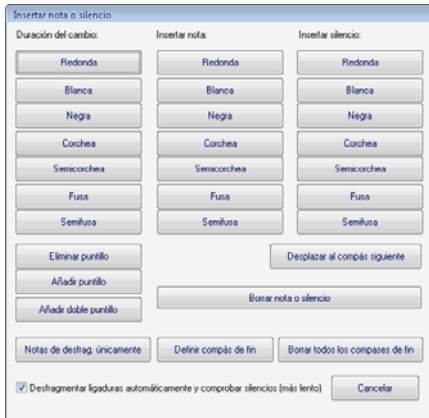 Insertar nota o silencio
Duración del cambio: Insertar nota: Insertar silencio:
Redonda Redonda Redonda
Blanca Blanca Blanca
Negra Negra Negra
Corchea Corchea Corchea
Semicorchea Semicorchea Semicorchea
Fusa Fusa Fusa
Semifusa Semifusa Semifusa
Eliminar puntillo Desplazar al compás siguiente
Añadir puntillo
Borrar nota o silencio
Añadir doble puntillo
Notas de desfrag. únicamente Definir compás de fin Borrar todos los compases de fin
Desfragmentar ligaduras automáticamente y comprobar silencios (más lento) Cancelar